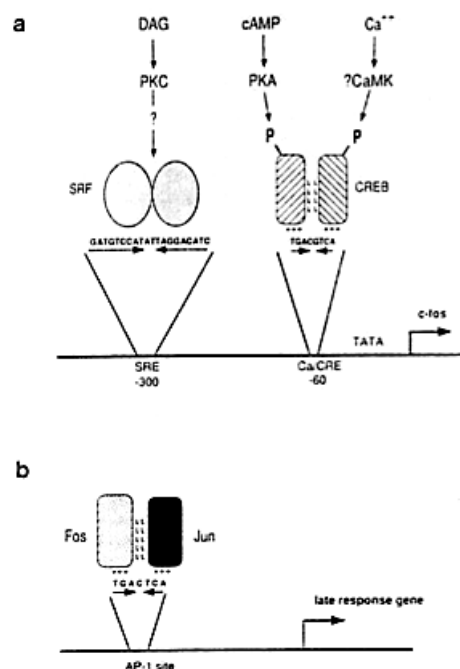 a
DAG cAMP Ca++
PKC PKA ?CaMK
? P P
SRF CREB
+++ +++
GATGTCCATATTAGGACATC TGACGTCA
c-fos
TATA
SRE Ca/CRE
-300 -60
b
Fos Jun
+++ +++
TGACTCA
late response gene
AP-1 site